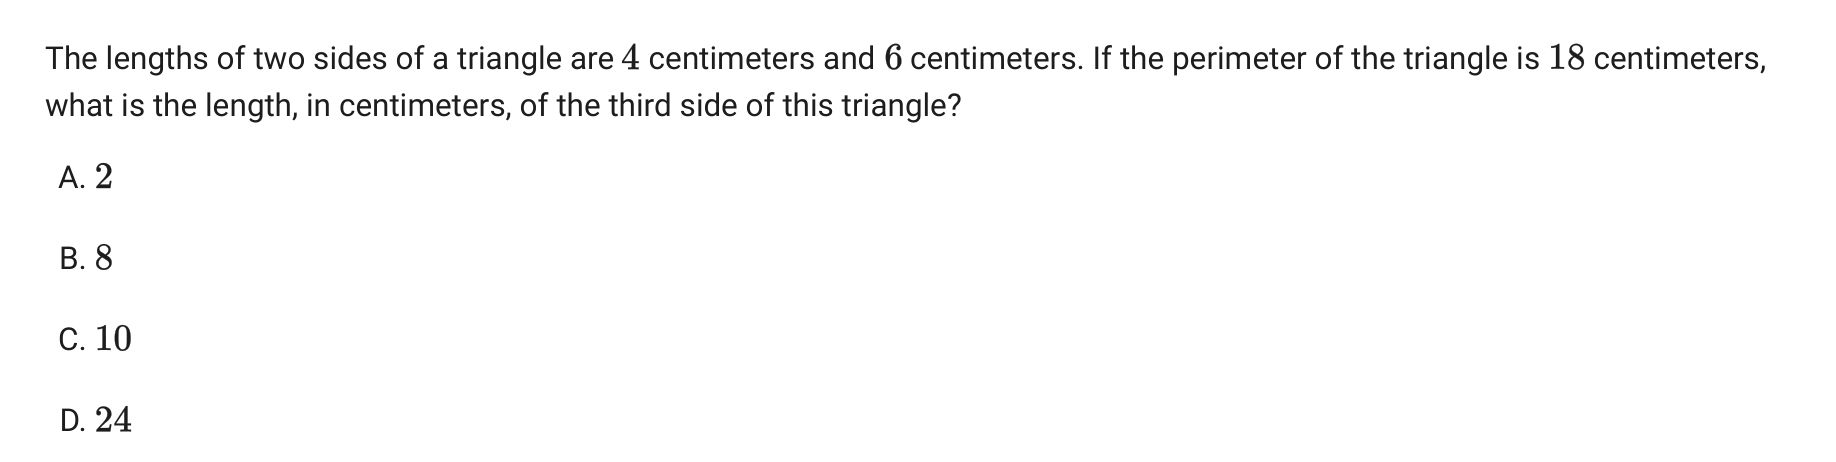 The lengths of two sides of a triangle are 4 centimeters and 6 centimeters. If the perimeter of the triangle is 18 centimeters,
what is the length, in centimeters, of the third side of this triangle?
A. 2
B. 8
C. 10
D. 24